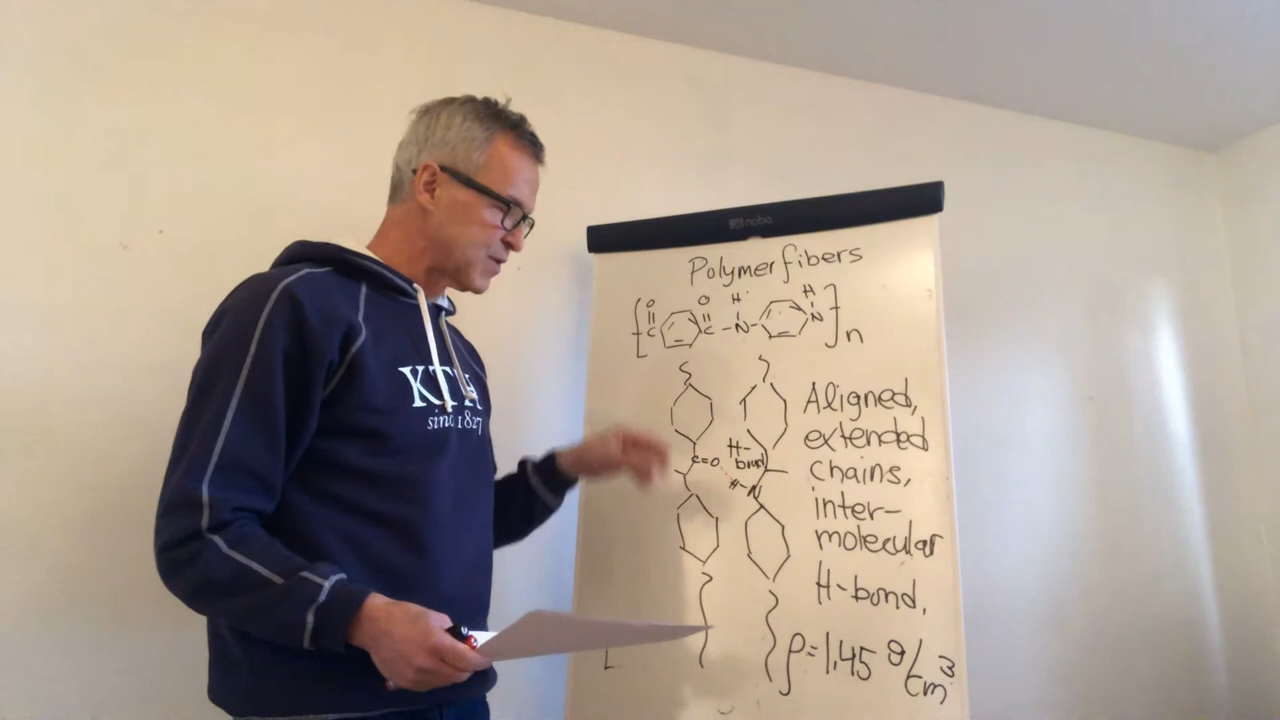 nobo
Polymer fibers
O O H H
[ C C - N - N ]n
C=O H-
bond
H-N
Aligned,
extended
chains,
inter-
molecular
H-bond,
ρ=1,45 g/cm³
KTH
since 1827